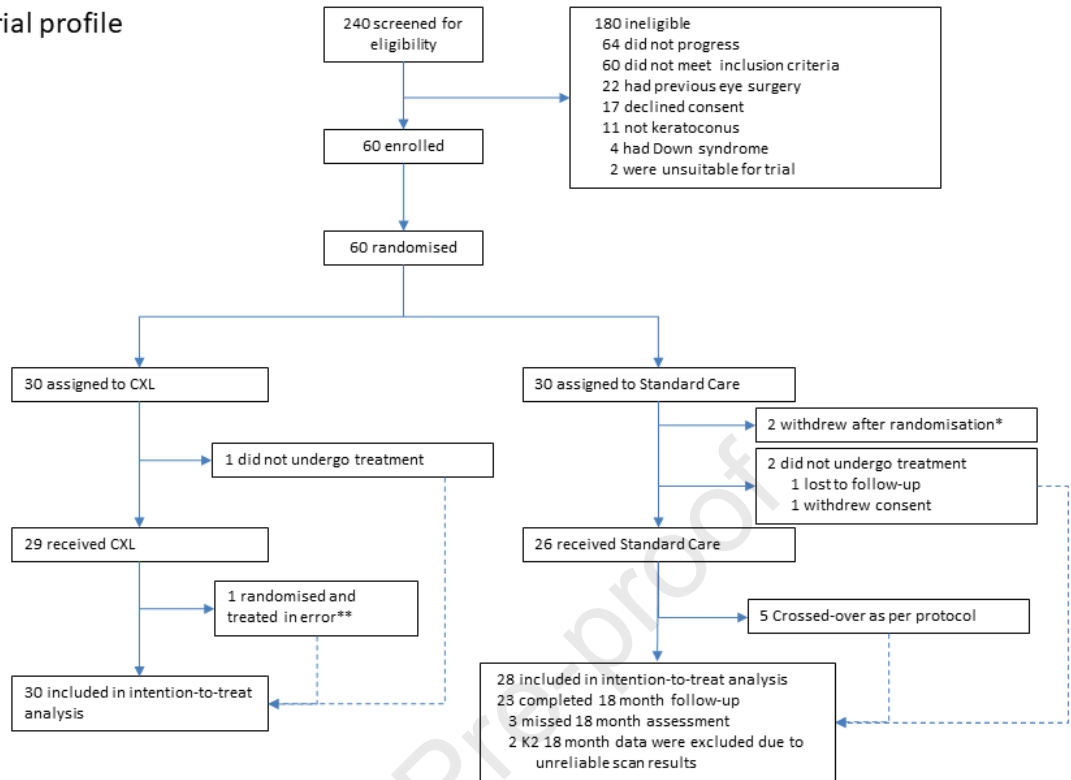 rial profile
240 screened for
eligibility
180 ineligible
64 did not progress
60 did not meet inclusion criteria
22 had previous eye surgery
17 declined consent
11 not keratoconus
4 had Down syndrome
2 were unsuitable for trial
60 enrolled
60 randomised
30 assigned to CXL
30 assigned to Standard Care
2 withdrew after randomisation*
1 did not undergo treatment
2 did not undergo treatment
1 lost to follow-up
1 withdrew consent
29 received CXL
26 received Standard Care
1 randomised and
treated in error**
5 Crossed-over as per protocol
30 included in intention-to-treat
analysis
28 included in intention-to-treat analysis
23 completed 18 month follow-up
3 missed 18 month assessment
2 K2 18 month data were excluded due to
unreliable scan results
Pre-proof